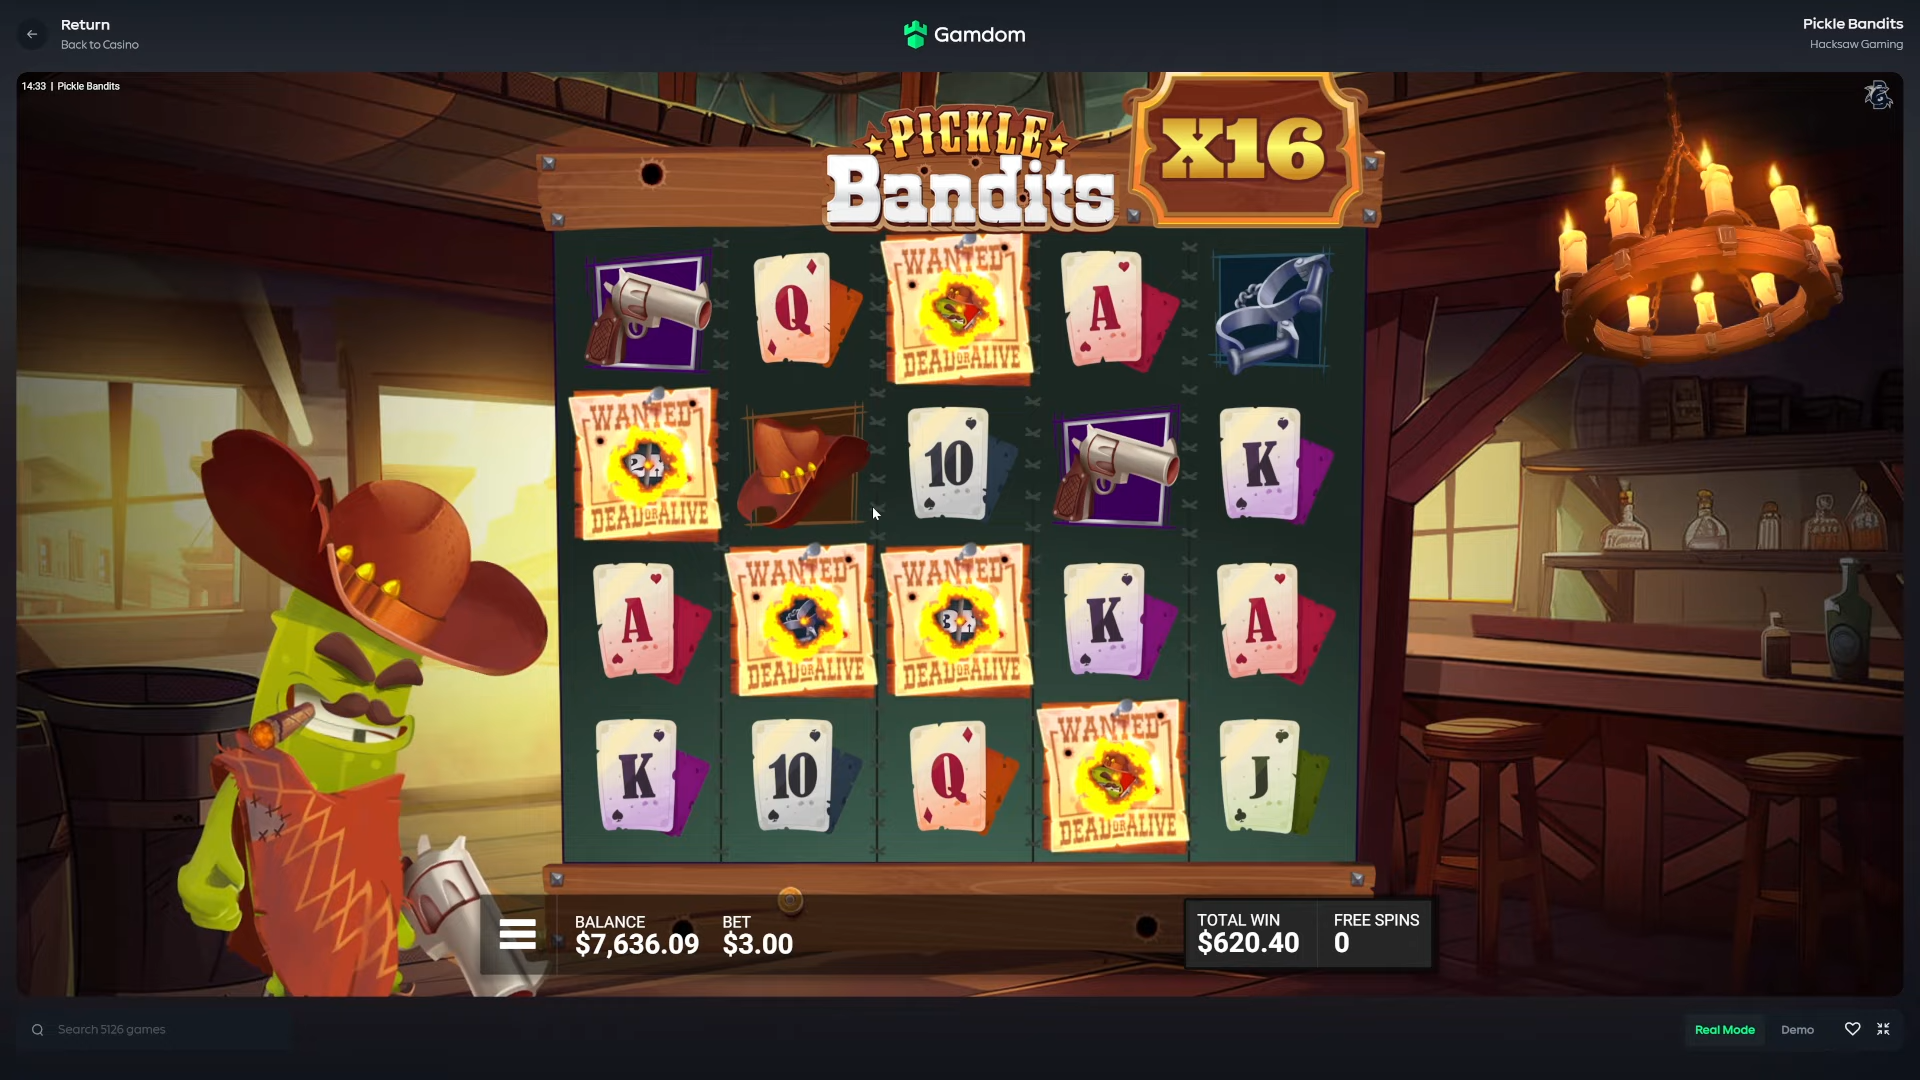 Return
Back to Casino
Gamdom
Pickle Bandits
Hacksaw Gaming
14:33 | Pickle Bandits
PICKLE
Bandits
X16
Q
WANTED
DEAD OR ALIVE
A
WANTED
DEAD OR ALIVE
10
K
A
WANTED
DEAD OR ALIVE
WANTED
DEAD OR ALIVE
K
A
K
10
Q
WANTED
DEAD OR ALIVE
J
BALANCE
$7,636.09
BET
$3.00
TOTAL WIN
$620.40
FREE SPINS
0
Search 5126 games
Real Mode
Demo